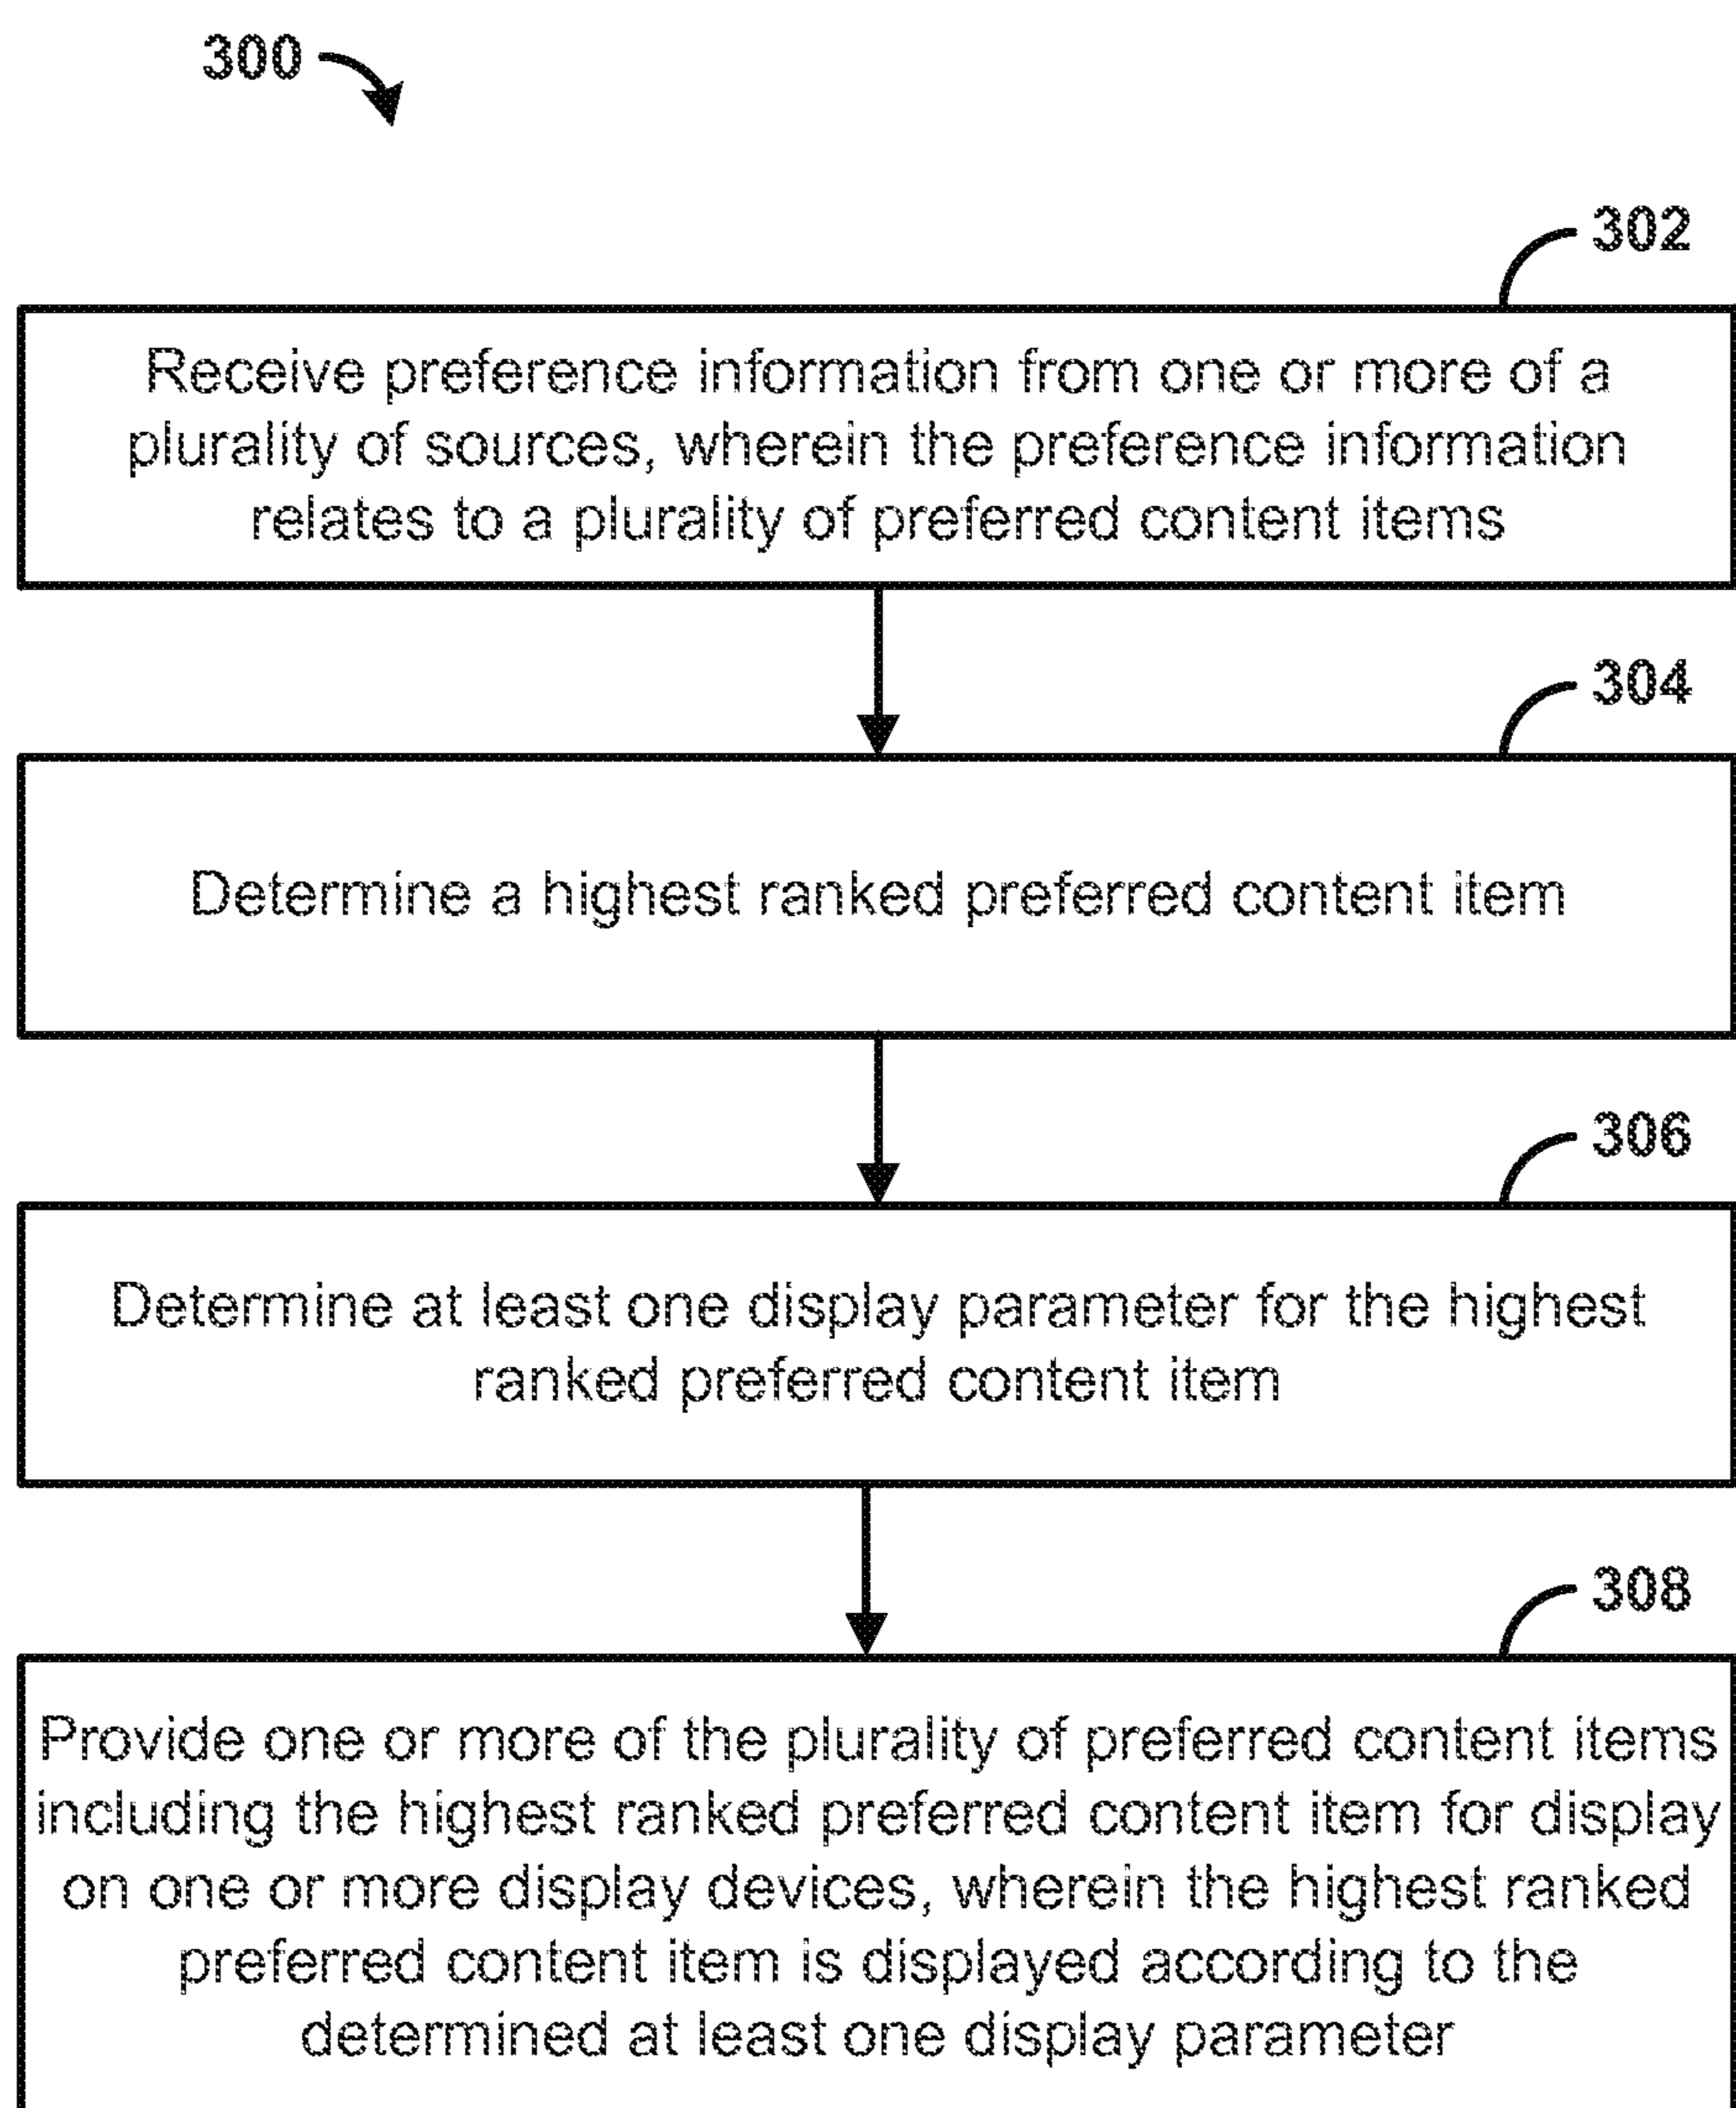 300
302
Receive preference information from one or more of a
plurality of sources, wherein the preference information
relates to a plurality of preferred content items
304
Determine a highest ranked preferred content item
306
Determine at least one display parameter for the highest
ranked preferred content item
308
Provide one or more of the plurality of preferred content items
including the highest ranked preferred content item for display
on one or more display devices, wherein the highest ranked
preferred content item is displayed according to the
determined at least one display parameter